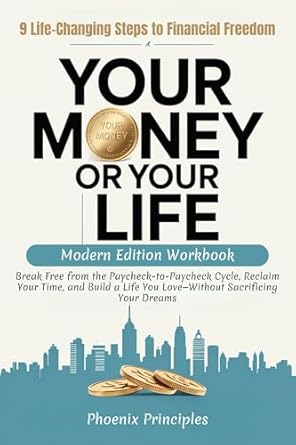 9 Life-Changing Steps to Financial Freedom
YOUR
MONEY
YOUR
MONEY
OR YOUR
LIFE
Modern Edition Workbook
Break Free from the Paycheck-to-Paycheck Cycle, Reclaim
Your Time, and Build a Life You Love—Without Sacrificing
Your Dreams
Phoenix Principles